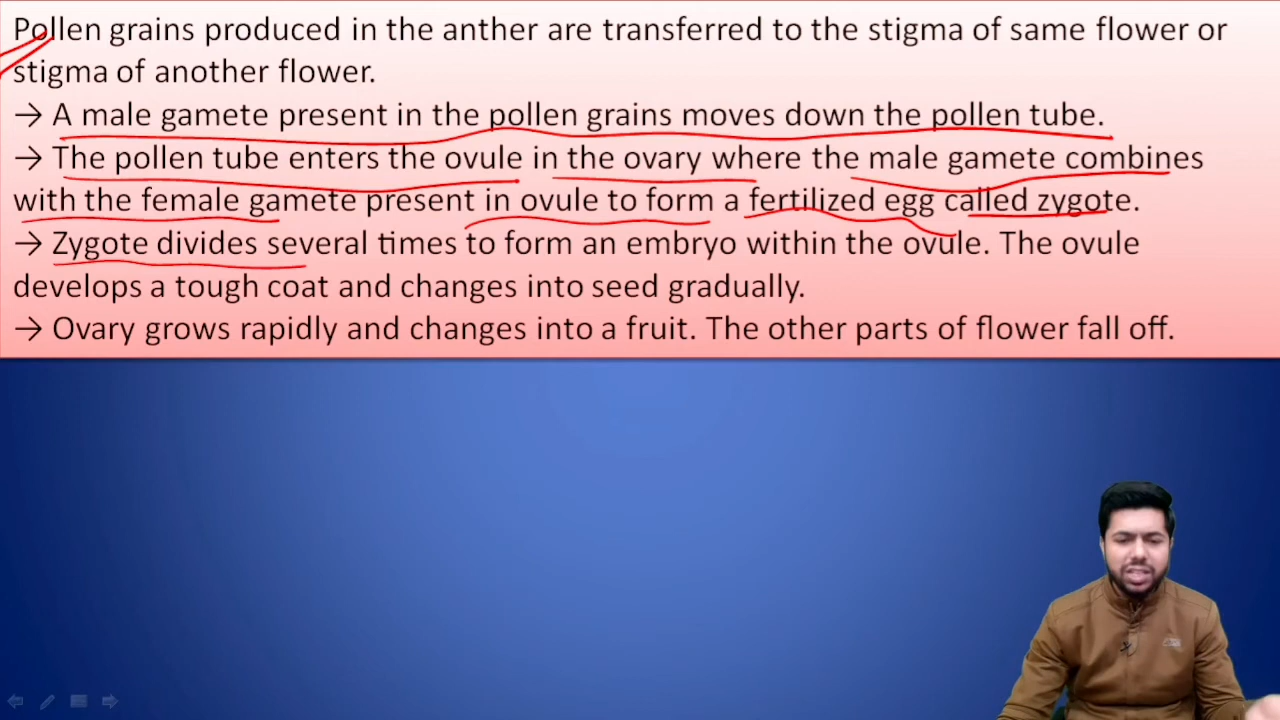 Pollen grains produced in the anther are transferred to the stigma of same flower or
stigma of another flower.
→ A male gamete present in the pollen grains moves down the pollen tube.
→ The pollen tube enters the ovule in the ovary where the male gamete combines
with the female gamete present in ovule to form a fertilized egg called zygote.
→ Zygote divides several times to form an embryo within the ovule. The ovule
develops a tough coat and changes into seed gradually.
→ Ovary grows rapidly and changes into a fruit. The other parts of flower fall off.